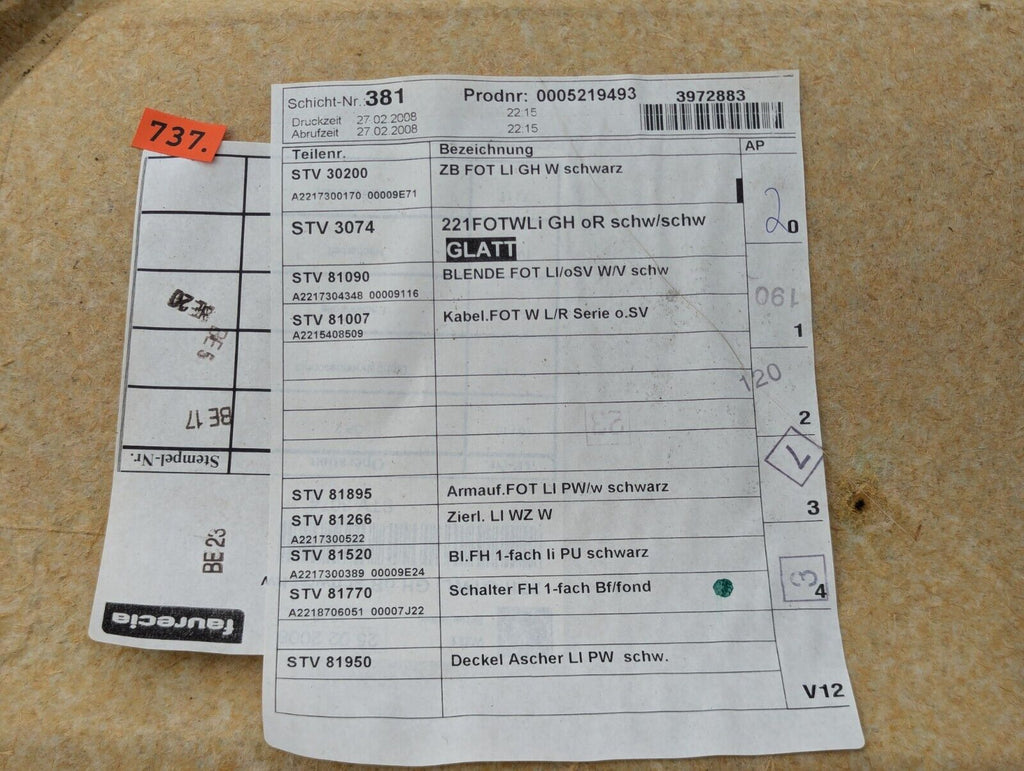 737.
Schicht-Nr.: 381
Prodnr: 0005219493
3972883
Druckzeit 27.02.2008 22:15
Abrufzeit 27.02.2008 22:15
Teilenr. Bezeichnung AP
STV 30200 ZB FOT LI GH W schwarz
A2217300170 00009E71
2
0
STV 3074 221FOTWLi GH oR schw/schw
GLATT
STV 81090 BLENDE FOT LI/oSV W/V schw
A2217304348 00009116
190
STV 81007 Kabel.FOT W L/R Serie o.SV
A2215408509
1
120
2
L
STV 81895 Armauf.FOT LI PW/w schwarz
3
STV 81266 Zierl. LI WZ W
A2217300522
STV 81520 Bl.FH 1-fach li PU schwarz
A2217300389 00009E24
3
4
STV 81770 Schalter FH 1-fach Bf/fond
A2218706051 00007J22
STV 81950 Deckel Ascher LI PW schw.
V12
BE 20
BE 5
BE 17
Stempel-Nr.
BE 23
faurecia